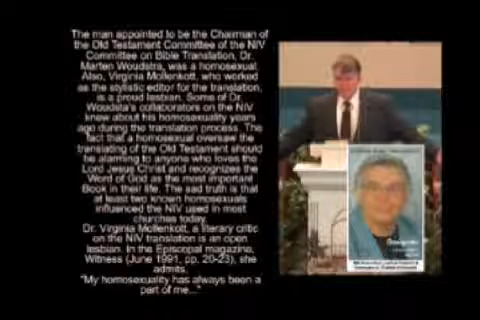 The man appointed to be the Chairman of
the Old Testament Committee of the NIV
Committee on Bible Translation, Dr.
Marten Woudstra, was a homosexual.
Also, Virginia Mollenkott, who worked
as the stylistic editor for the translation,
is a proud lesbian. Some of Dr.
Woudsta's collaborators on the NIV
knew about his homosexuality years
ago during the translation process. The
fact that a homosexual oversaw the
translating of the Old Testament should
be alarming to anyone who loves the
Lord Jesus Christ and recognizes the
Word of God as the most important
Book in their life. The sad truth is that
at least two known homosexuals
influenced the NIV used in most
churches today.
Dr. Virginia Mollenkott, a literary critic
on the NIV translation is an open
lesbian. In the Episcopal magazine,
Witness (June 1991, pp. 20-23), she
admits,
"My homosexuality has always been a
part of me..."